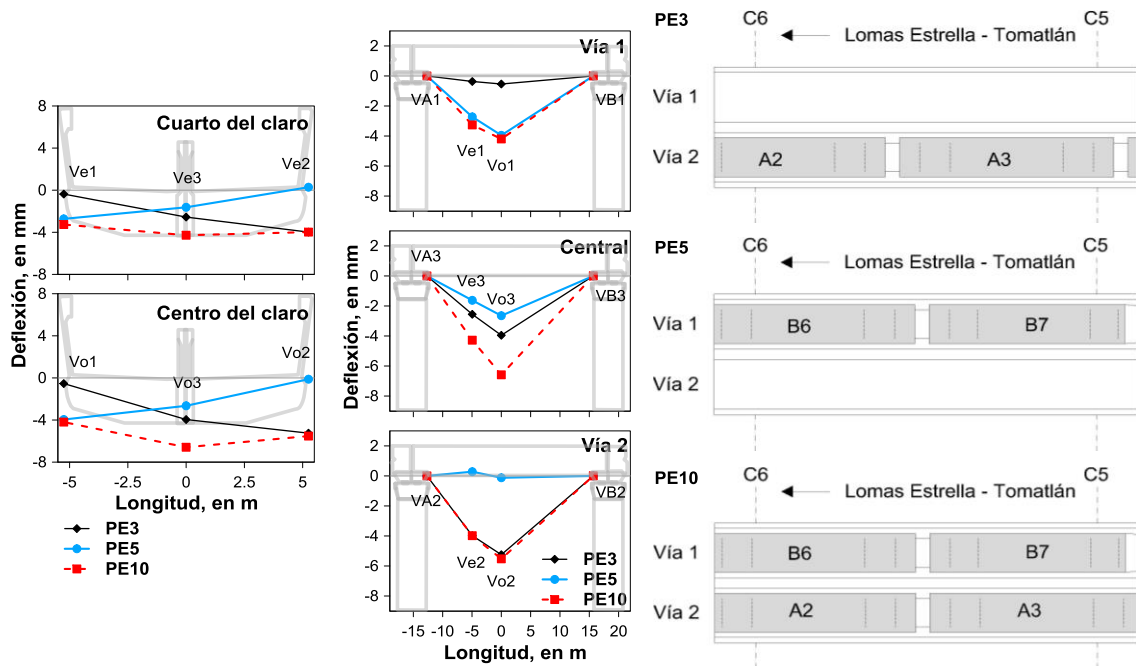 Deflexión, en mm
8
4
0
-4
-8
Cuarto del claro
Ve1
Ve3
Ve2
8
4
0
-4
-8
Centro del claro
Vo1
Vo3
Vo2
-5
-2.5
0
2.5
5
Longitud, en m
PE3
PE5
PE10
Deflexión, en mm
2
0
-2
-4
-6
-8
Vía 1
VA1
Ve1
Vo1
VB1
2
0
-2
-4
-6
-8
Central
VA3
Ve3
Vo3
VB3
2
0
-2
-4
-6
-8
Vía 2
VA2
Ve2
Vo2
VB2
PE3
PE5
PE10
-15
-10
-5
0
5
10
15
20
Longitud, en m
PE3
C6
Lomas Estrella - Tomatlán
C5
Vía 1
Vía 2
A2
A3
PE5
C6
Lomas Estrella - Tomatlán
C5
Vía 1
B6
B7
Vía 2
PE10
C6
Lomas Estrella - Tomatlán
C5
Vía 1
B6
B7
Vía 2
A2
A3